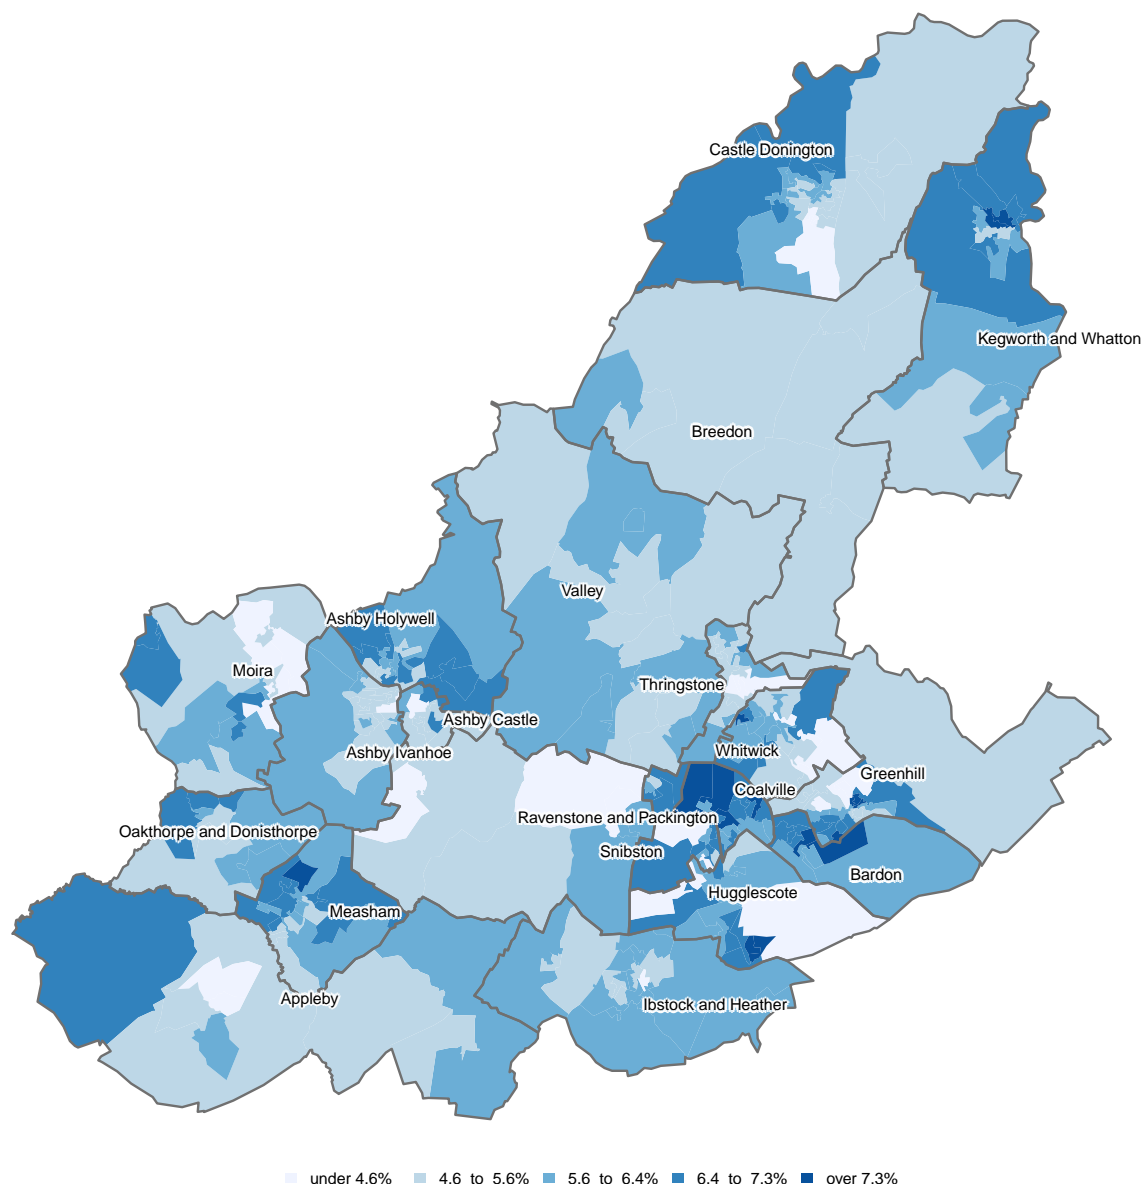 Castle Donington
Kegworth and Whatton
Breedon
Valley
Ashby Holywell
Moira
Thringstone
Ashby Castle
Ashby Ivanhoe
Whitwick
Greenhill
Coalville
Ravenstone and Packington
Oakthorpe and Donisthorpe
Snibston
Bardon
Hugglescote
Measham
Appleby
Ibstock and Heather
under 4.6% 4.6 to 5.6% 5.6 to 6.4% 6.4 to 7.3% over 7.3%